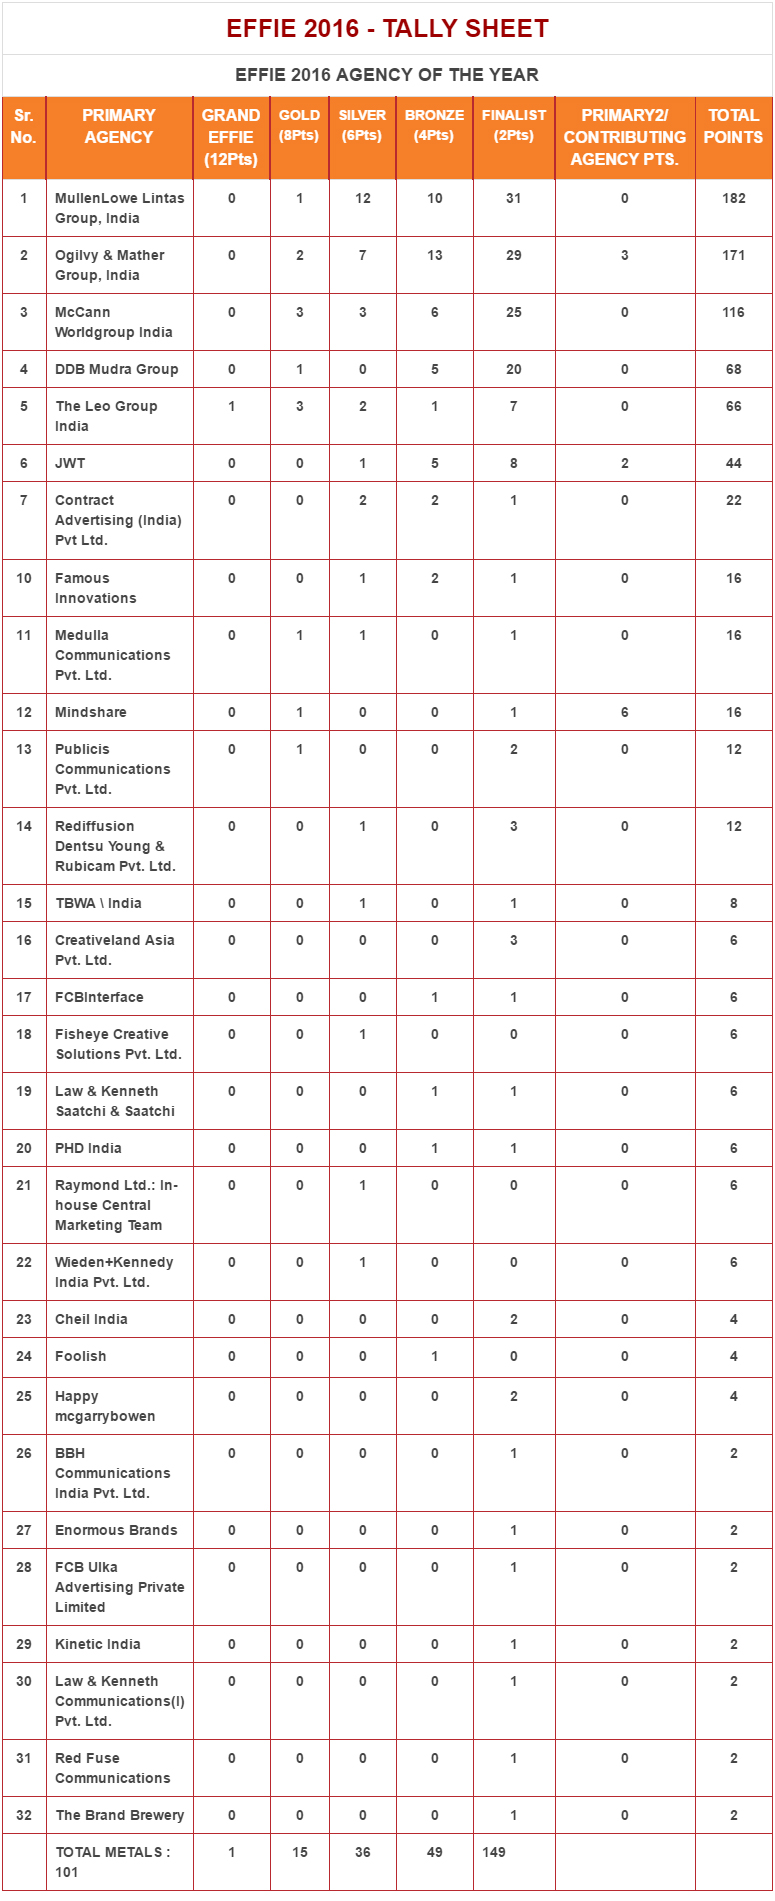 EFFIE 2016 - TALLY SHEET
EFFIE 2016 AGENCY OF THE YEAR
Sr. No. PRIMARY AGENCY GRAND EFFIE (12Pts) GOLD (8Pts) SILVER (6Pts) BRONZE (4Pts) FINALIST (2Pts) PRIMARY2/ CONTRIBUTING AGENCY PTS. TOTAL POINTS
1 MullenLowe Lintas 0 1 12 10 31 0 182
Group, India
2 Ogilvy & Mather 0 2 7 13 29 3 171
Group, India
3 McCann 0 3 3 6 25 0 116
Worldgroup India
4 DDB Mudra Group 0 1 0 5 20 0 68
5 The Leo Group 1 3 2 1 7 0 66
India
6 JWT 0 0 1 5 8 2 44
7 Contract 0 0 2 2 1 0 22
Advertising (India)
Pvt Ltd.
10 Famous 0 0 1 2 1 0 16
Innovations
11 Medulla 0 1 1 0 1 0 16
Communications
Pvt. Ltd.
12 Mindshare 0 1 0 0 1 6 16
13 Publicis 0 1 0 0 2 0 12
Communications
Pvt. Ltd.
14 Rediffusion 0 0 1 0 3 0 12
Dentsu Young &
Rubicam Pvt. Ltd.
15 TBWA \ India 0 0 1 0 1 0 8
16 Creativeland Asia 0 0 0 0 3 0 6
Pvt. Ltd.
17 FCBInterface 0 0 0 1 1 0 6
18 Fisheye Creative 0 0 1 0 0 0 6
Solutions Pvt. Ltd.
19 Law & Kenneth 0 0 0 1 1 0 6
Saatchi & Saatchi
20 PHD India 0 0 0 1 1 0 6
21 Raymond Ltd.: In- 0 0 1 0 0 0 6
house Central
Marketing Team
22 Wieden+Kennedy 0 0 1 0 0 0 6
India Pvt. Ltd.
23 Cheil India 0 0 0 0 2 0 4
24 Foolish 0 0 0 1 0 0 4
25 Happy 0 0 0 0 2 0 4
mcgarrybowen
26 BBH 0 0 0 0 1 0 2
Communications
India Pvt. Ltd.
27 Enormous Brands 0 0 0 0 1 0 2
28 FCB Ulka 0 0 0 0 1 0 2
Advertising Private
Limited
29 Kinetic India 0 0 0 0 1 0 2
30 Law & Kenneth 0 0 0 0 1 0 2
Communications(I)
Pvt. Ltd.
31 Red Fuse 0 0 0 0 1 0 2
Communications
32 The Brand Brewery 0 0 0 0 1 0 2
TOTAL METALS : 1 15 36 49 149
101